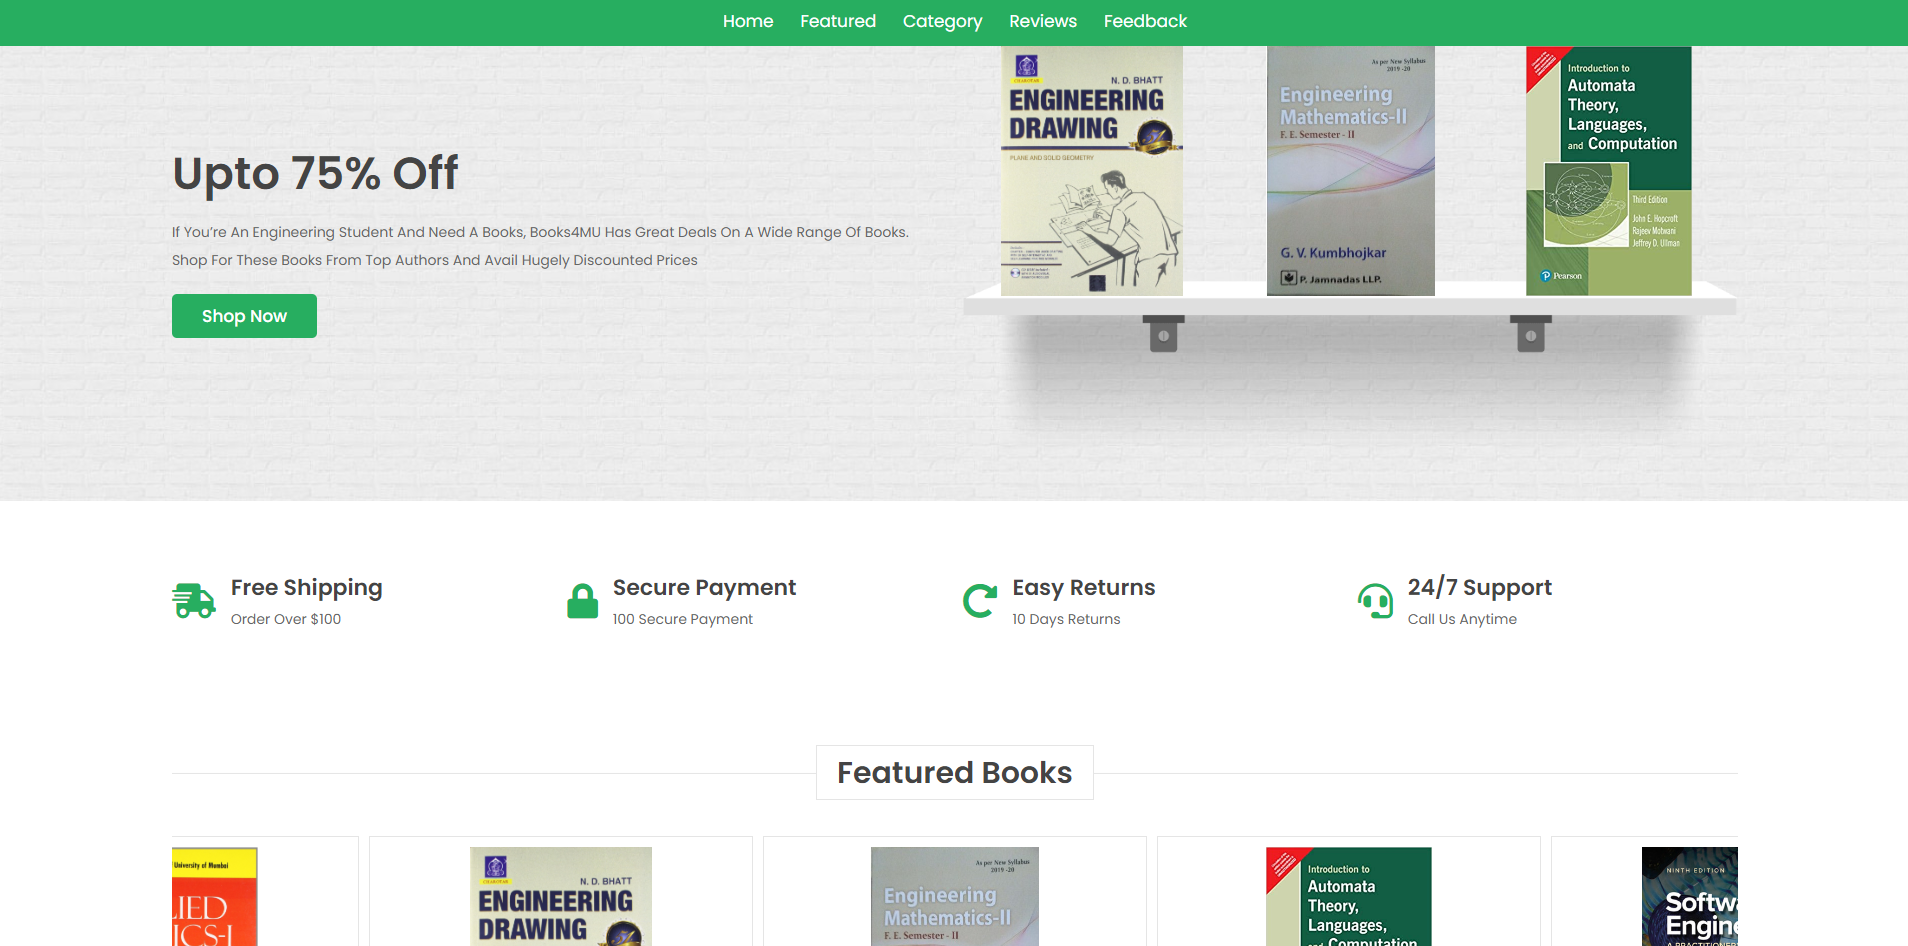 Home Featured Category Reviews Feedback
Upto 75% Off
If You’re An Engineering Student And Need A Books, Books4MU Has Great Deals On A Wide Range Of Books.
Shop For These Books From Top Authors And Avail Hugely Discounted Prices
Shop Now
CHAROTAR
N. D. BHATT
ENGINEERING
DRAWING
PLANE AND SOLID GEOMETRY
As per New Syllabus
2019 -20
Engineering
Mathematics-II
F. E. Semester - II
G. V. Kumbhojkar
P. Jamnadas LLP.
Introduction to
Automata
Theory,
Languages,
and Computation
Third Edition
John E. Hopcroft
Rajeev Motwani
Jeffrey D. Ullman
Pearson
Free Shipping
Order Over $100
Secure Payment
100 Secure Payment
Easy Returns
10 Days Returns
24/7 Support
Call Us Anytime
Featured Books
University of Mumbai
LIED
ICS-I
CHAROTAR
N. D. BHATT
ENGINEERING
DRAWING
As per New Syllabus
2019 -20
Engineering
Mathematics-II
F. E. Semester - II
Introduction to
Automata
Theory,
Languages,
and Computation
NINTH EDITION
Softw
Engine
A PRACTITIONER